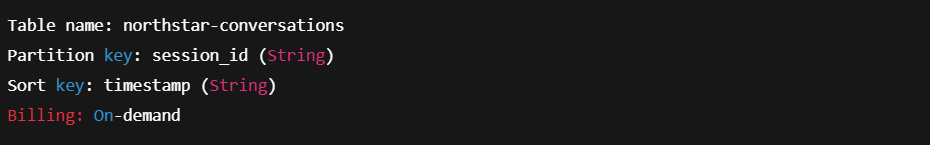 Table name: northstar-conversations
Partition key: session_id (String)
Sort key: timestamp (String)
Billing: On-demand